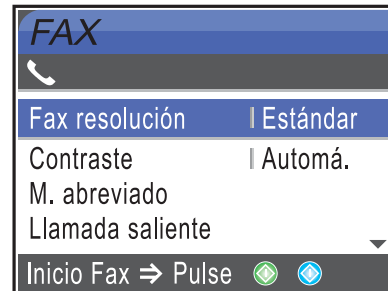 FAX
Fax resolución Estándar
Contraste Automá.
M. abreviado
Llamada saliente
Inicio Fax ⇒ Pulse